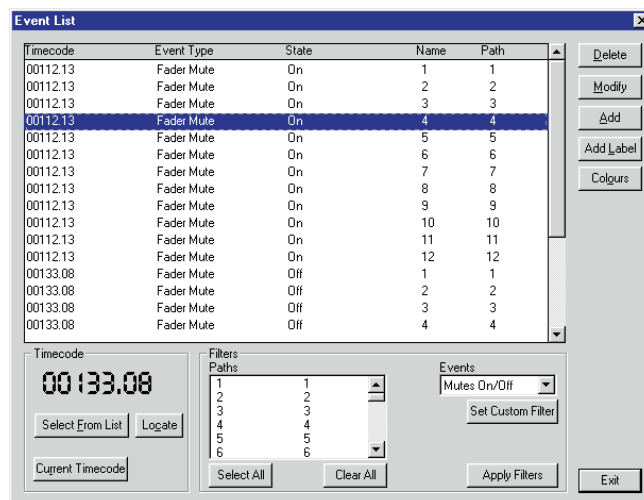 Event List
Timecode Event Type State Name Path
00112.13 Fader Mute On 1 1
00112.13 Fader Mute On 2 2
00112.13 Fader Mute On 3 3
00112.13 Fader Mute On 4 4
00112.13 Fader Mute On 5 5
00112.13 Fader Mute On 6 6
00112.13 Fader Mute On 7 7
00112.13 Fader Mute On 8 8
00112.13 Fader Mute On 9 9
00112.13 Fader Mute On 10 10
00112.13 Fader Mute On 11 11
00112.13 Fader Mute On 12 12
00133.08 Fader Mute Off 1 1
00133.08 Fader Mute Off 2 2
00133.08 Fader Mute Off 3 3
00133.08 Fader Mute Off 4 4
Delete
Modify
Add
Add Label
Colours
Timecode
00133.08
Select From List Locate
Current Timecode
Filters
Paths
1 1
2 2
3 3
4 4
5 5
6 6
Select All Clear All
Events
Mutes On/Off
Set Custom Filter
Apply Filters
Exit